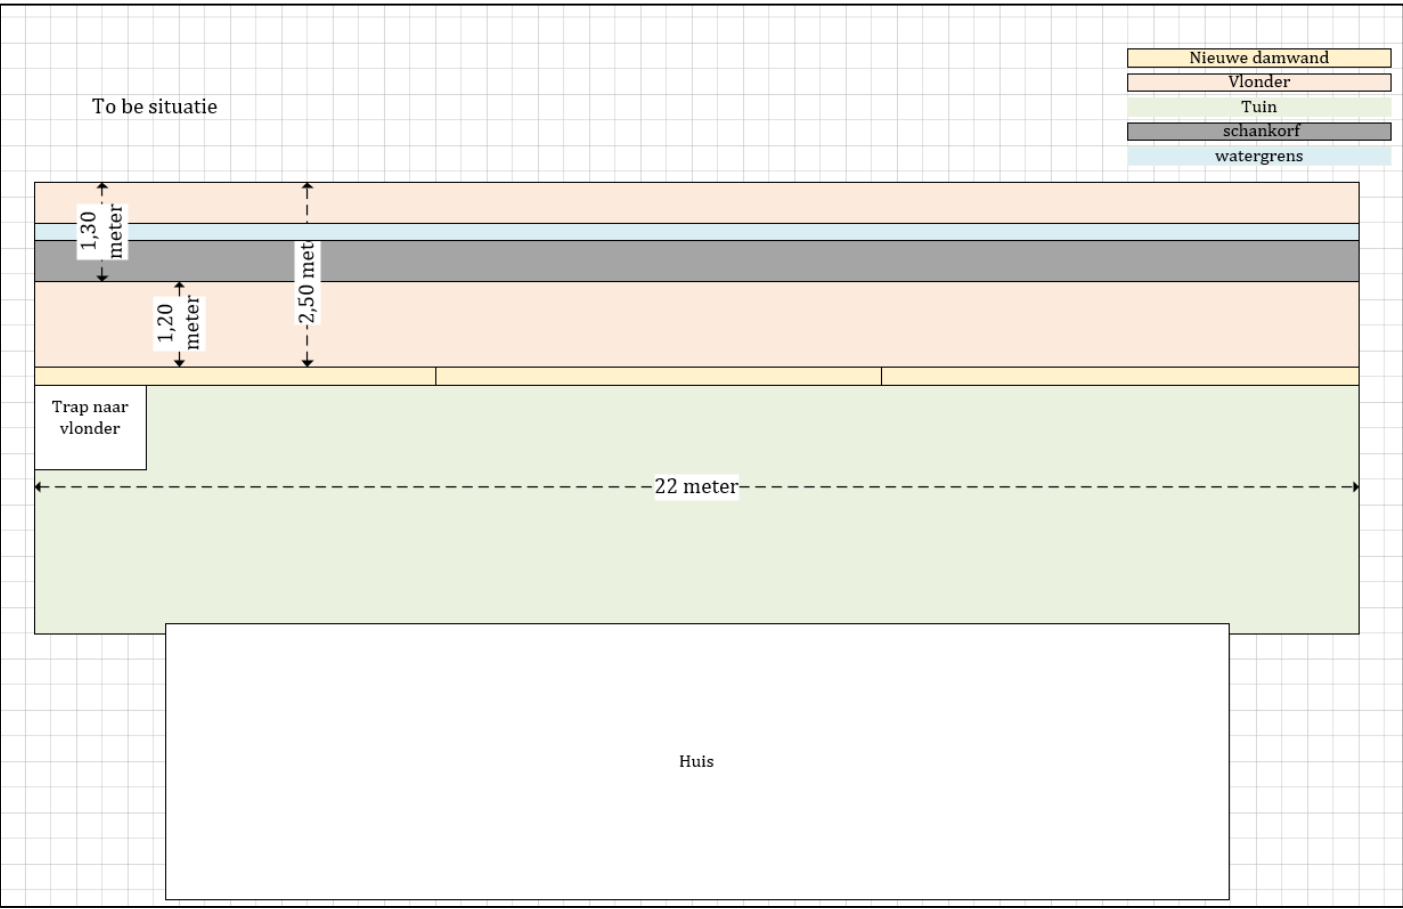 Nieuwe damwand
Vlonder
To be situatie
Tuin
schankorf
watergrens
1,30
meter
2,50 met
1,20
meter
Trap naar
vlonder
22 meter
Huis